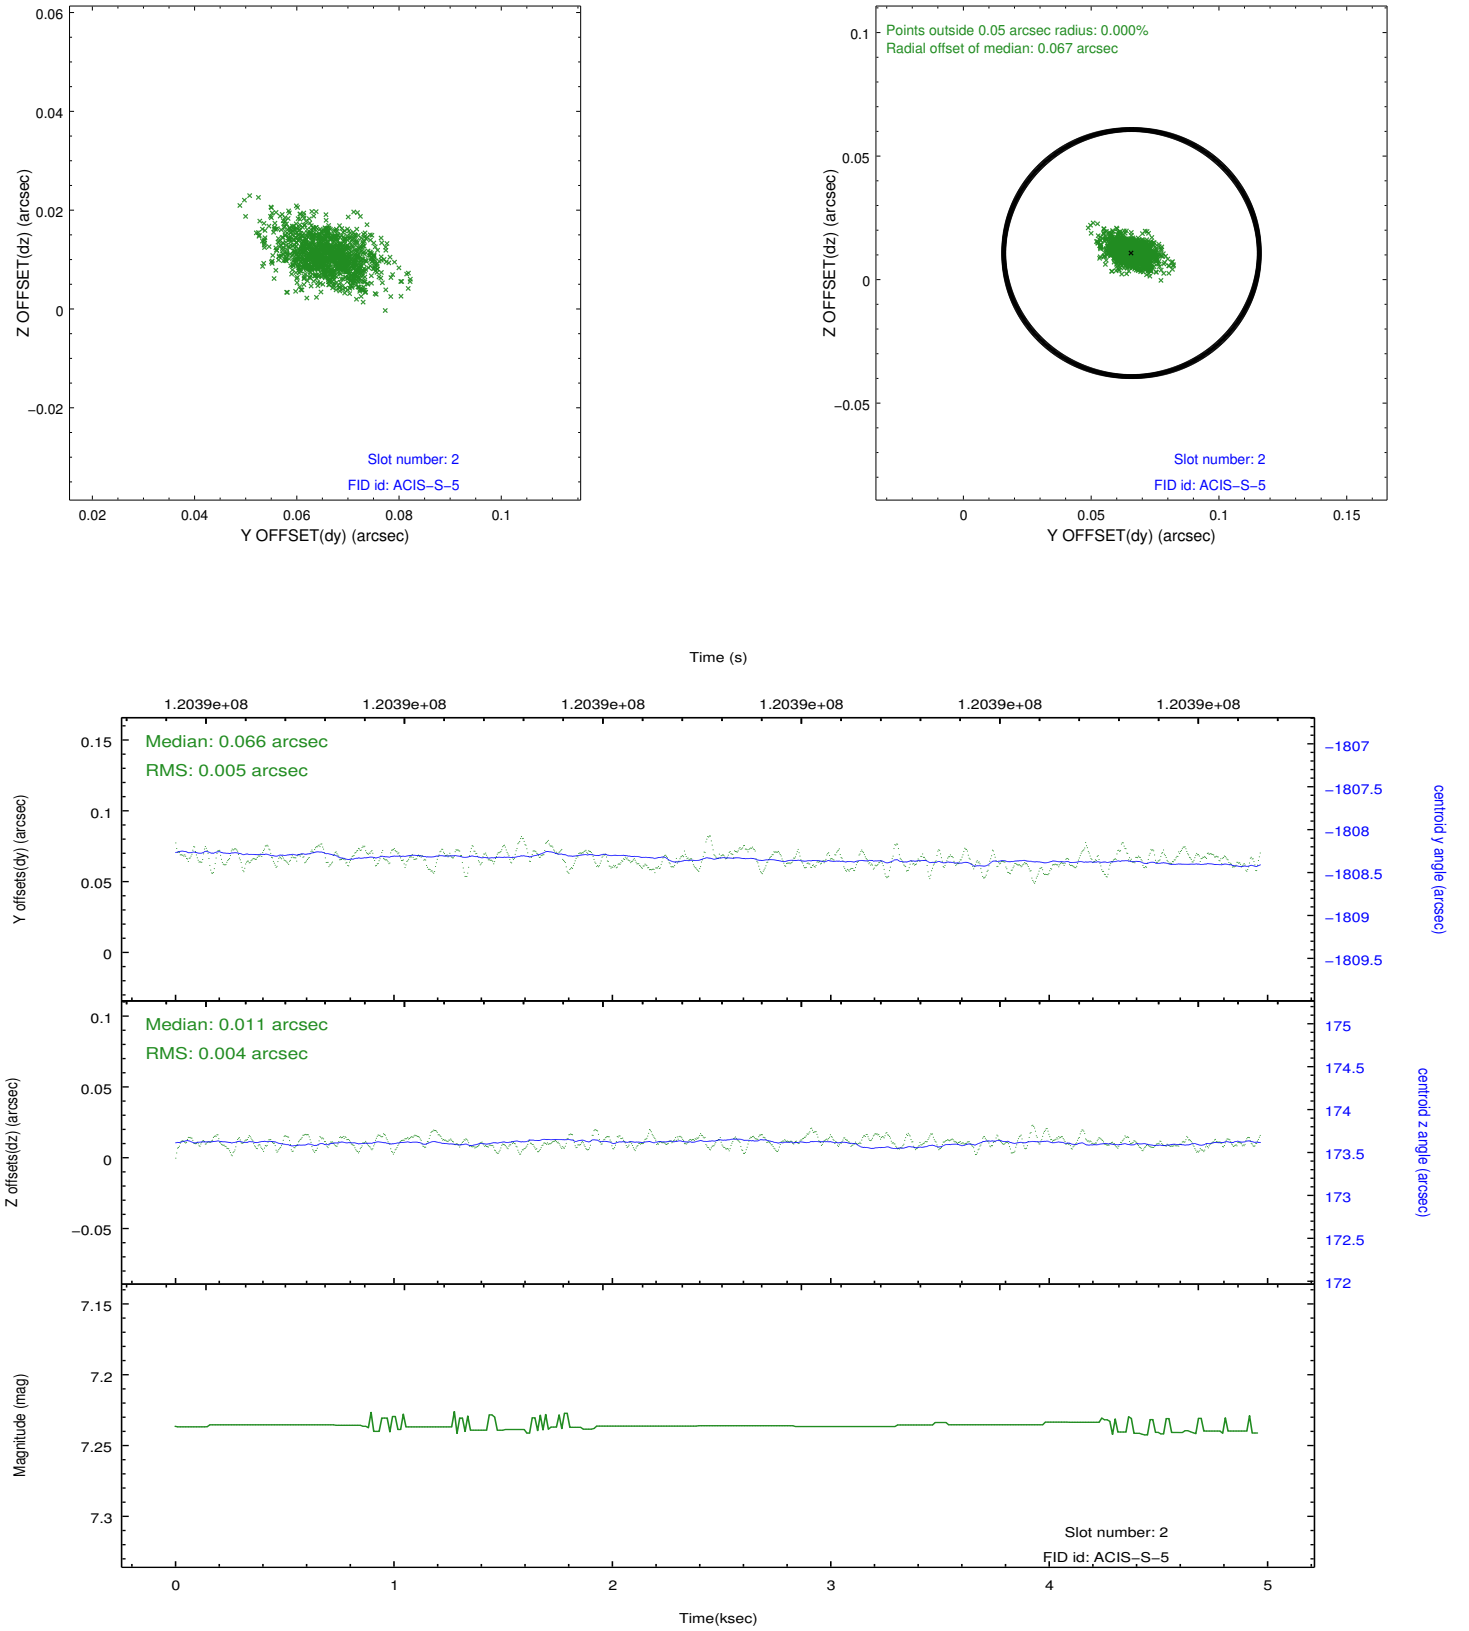 0.06
0.04
0.02
0
−0.02
Z OFFSET(dz) (arcsec)
Slot number: 2
FID id: ACIS−S−5
0.02
0.04
0.06
0.08
0.1
Y OFFSET(dy) (arcsec)
Points outside 0.05 arcsec radius: 0.000%
Radial offset of median: 0.067 arcsec
0.1
0.05
0
−0.05
Z OFFSET(dz) (arcsec)
Slot number: 2
FID id: ACIS−S−5
0
0.05
0.1
0.15
Y OFFSET(dy) (arcsec)
Time (s)
1.2039e+08
1.2039e+08
1.2039e+08
1.2039e+08
1.2039e+08
1.2039e+08
Median: 0.066 arcsec
RMS: 0.005 arcsec
0.15
0.1
0.05
0
Y offsets(dy) (arcsec)
−1807
−1807.5
−1808
−1808.5
−1809
−1809.5
centroid y angle (arcsec)
Median: 0.011 arcsec
RMS: 0.004 arcsec
0.1
0.05
0
−0.05
Z offsets(dz) (arcsec)
175
174.5
174
173.5
173
172.5
172
centroid z angle (arcsec)
7.15
7.2
7.25
7.3
Magnitude (mag)
Slot number: 2
FID id: ACIS−S−5
0
1
2
3
4
5
Time(ksec)